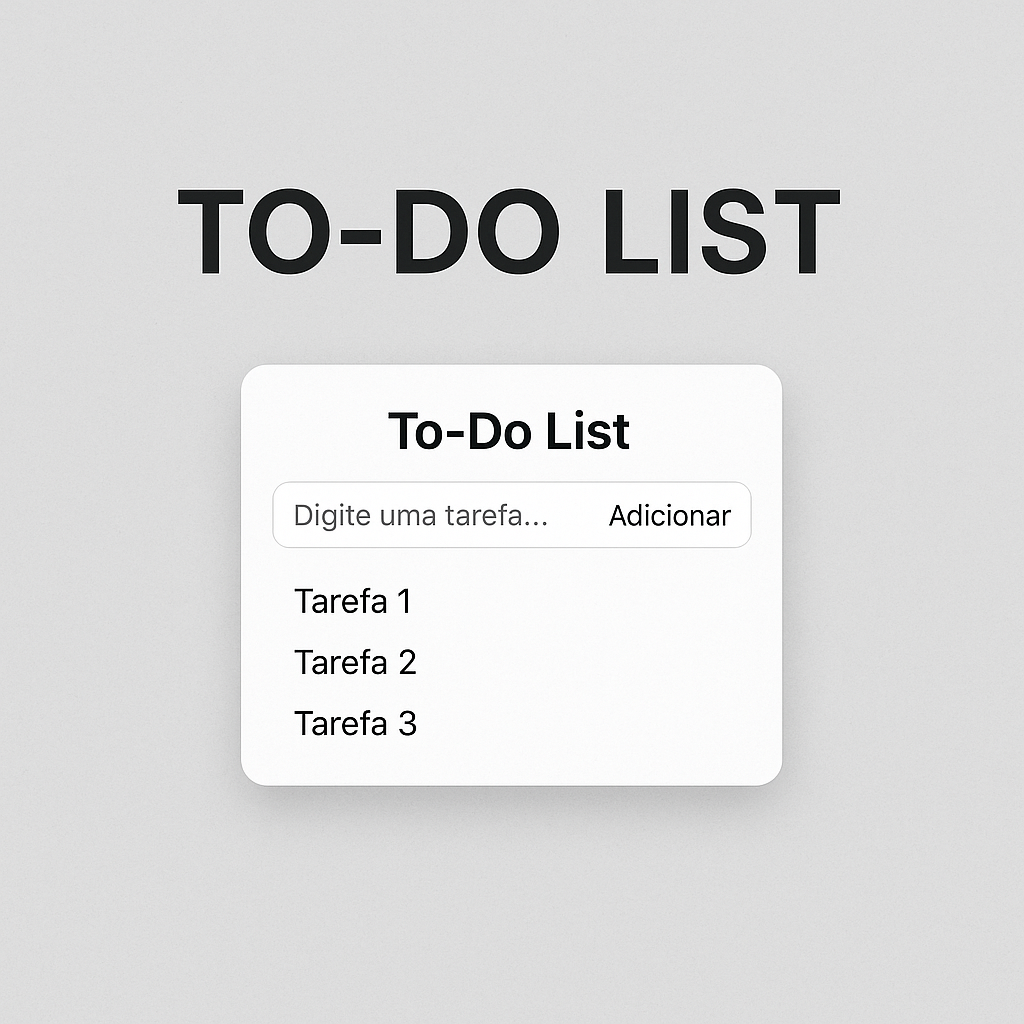 TO-DO LIST
To-Do List
Digite uma tarefa... Adicionar
Tarefa 1
Tarefa 2
Tarefa 3